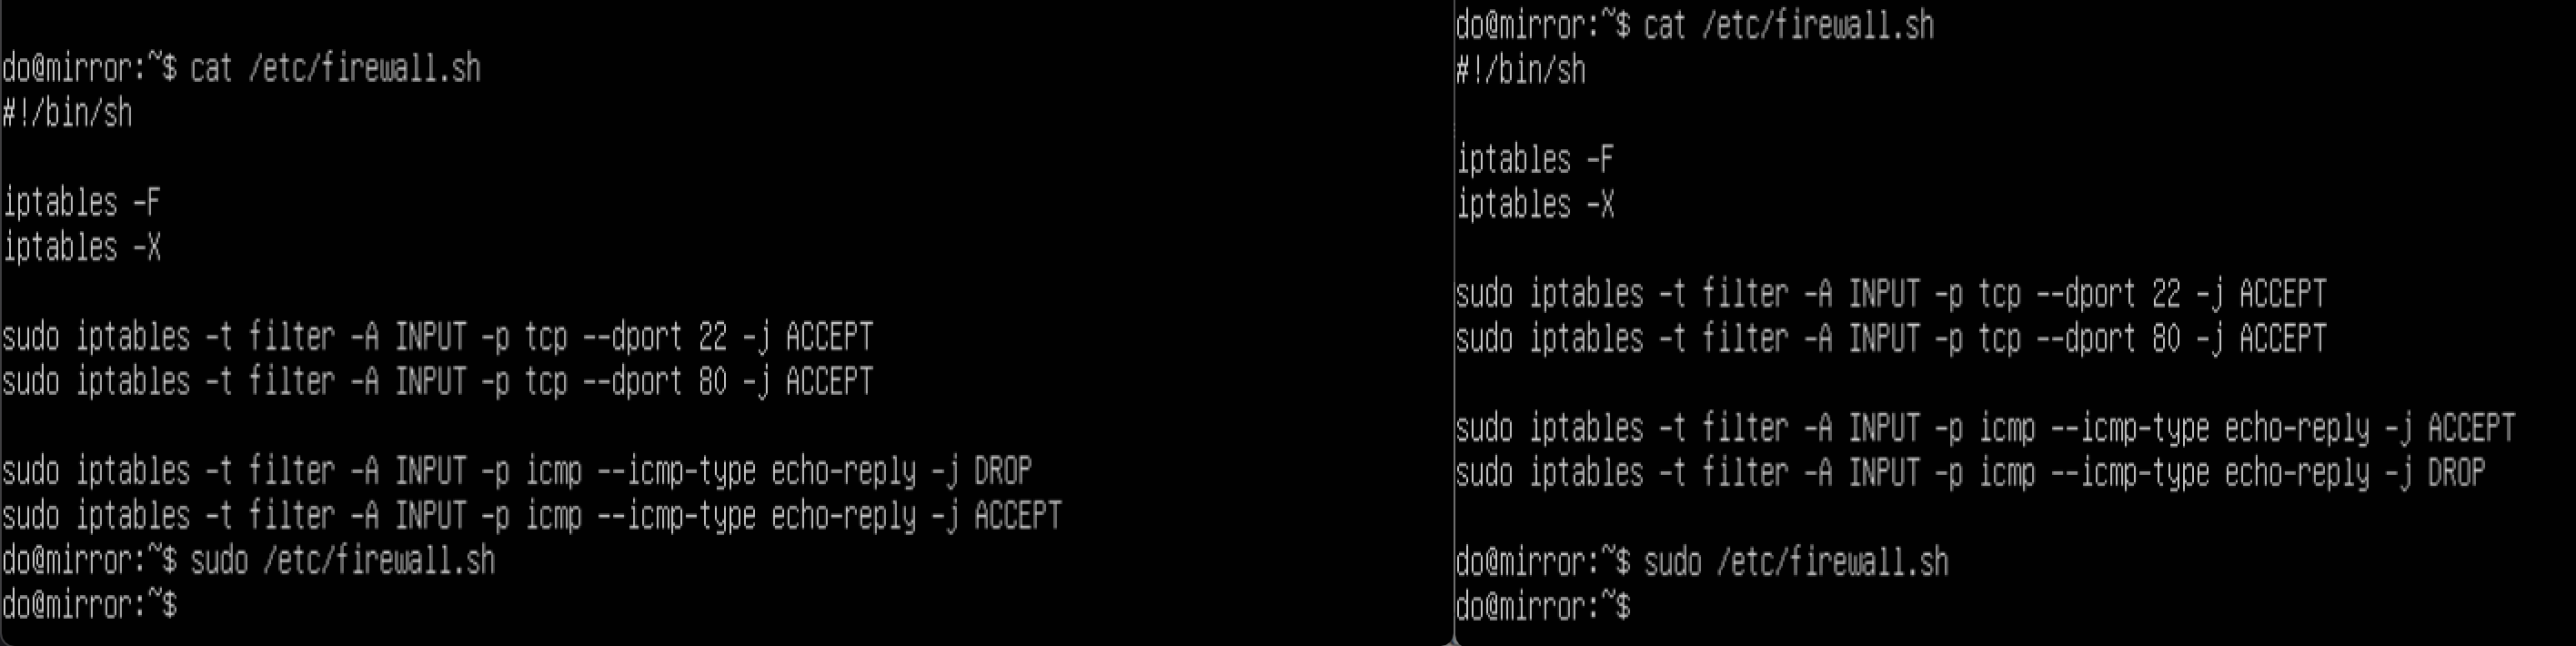 do@mirror:~$ cat /etc/firewall.sh
#!/bin/sh
iptables -F
iptables -X
sudo iptables -t filter -A INPUT -p tcp --dport 22 -j ACCEPT
sudo iptables -t filter -A INPUT -p tcp --dport 80 -j ACCEPT
sudo iptables -t filter -A INPUT -p icmp --icmp-type echo-reply -j DROP
sudo iptables -t filter -A INPUT -p icmp --icmp-type echo-reply -j ACCEPT
do@mirror:~$ sudo /etc/firewall.sh
do@mirror:~$
do@mirror:~$ cat /etc/firewall.sh
#!/bin/sh
iptables -F
iptables -X
sudo iptables -t filter -A INPUT -p tcp --dport 22 -j ACCEPT
sudo iptables -t filter -A INPUT -p tcp --dport 80 -j ACCEPT
sudo iptables -t filter -A INPUT -p icmp --icmp-type echo-reply -j ACCEPT
sudo iptables -t filter -A INPUT -p icmp --icmp-type echo-reply -j DROP
do@mirror:~$ sudo /etc/firewall.sh
do@mirror:~$